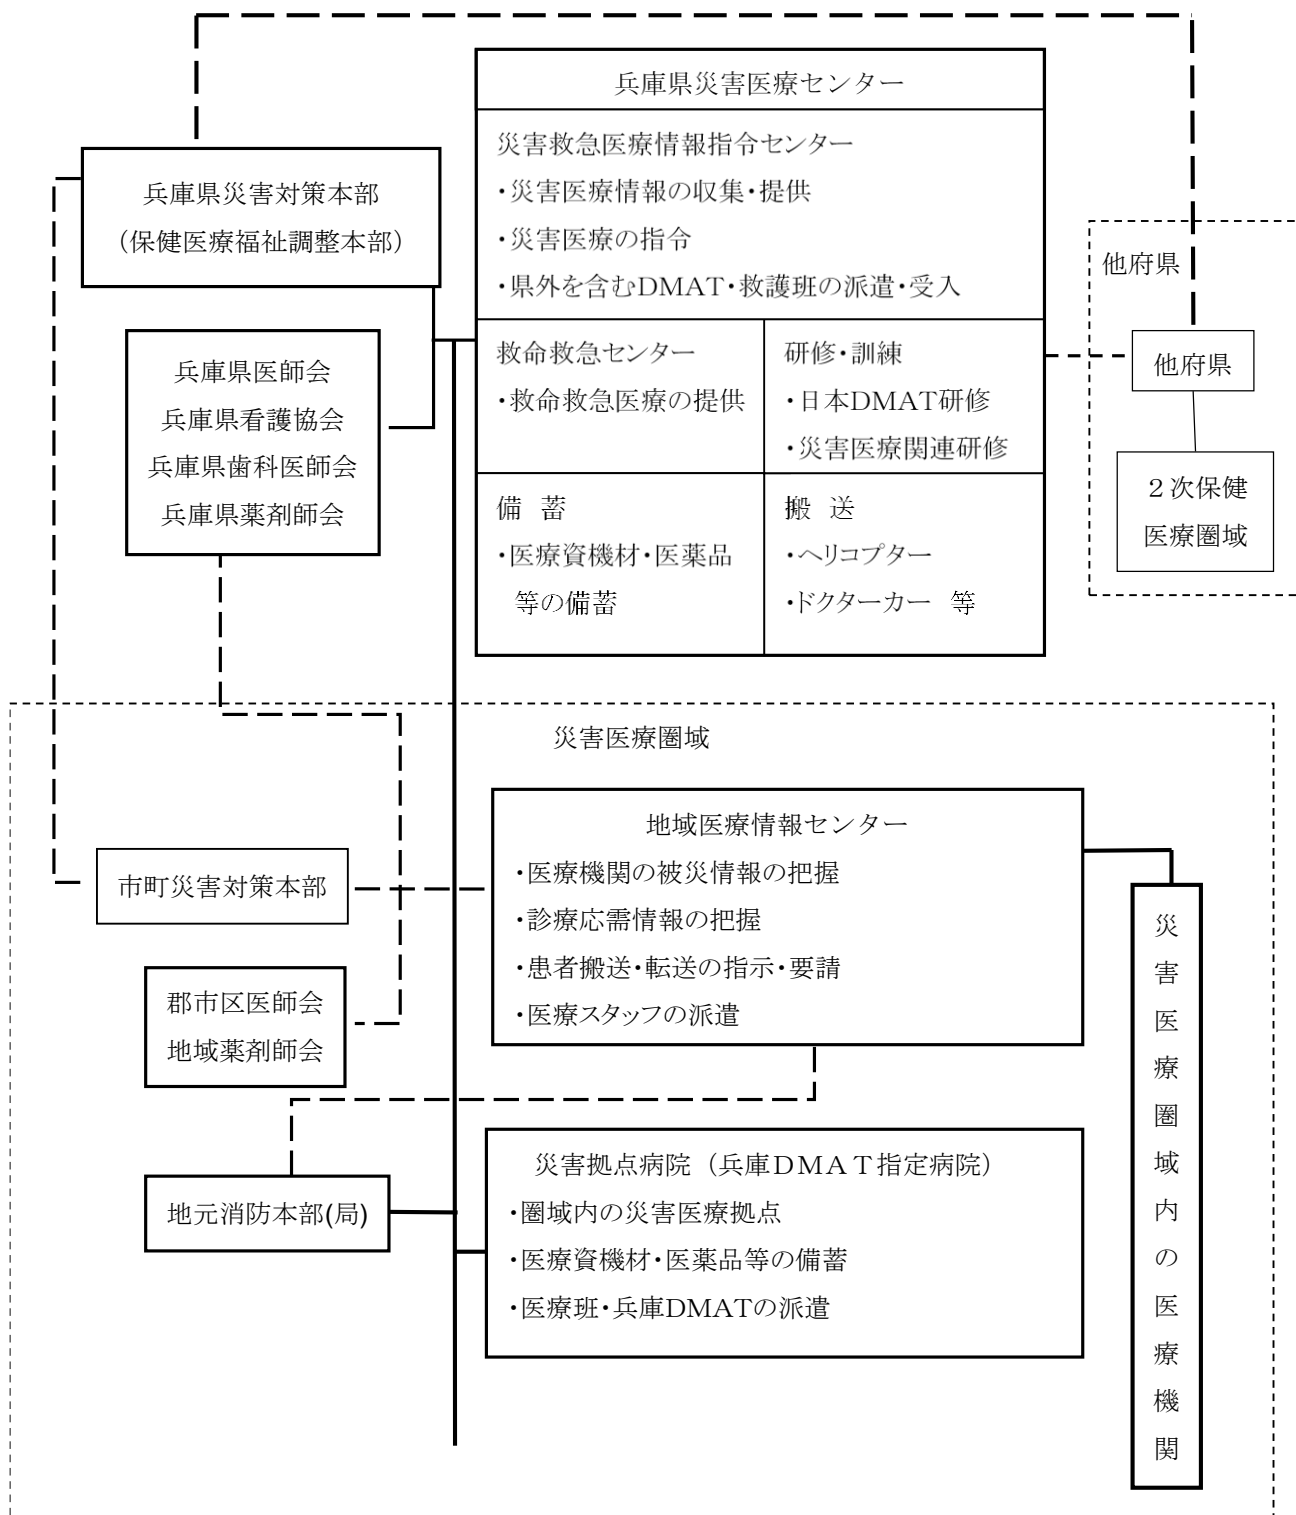 兵庫県災害医療センター
災害救急医療情報指令センター
・災害医療情報の収集・提供
・災害医療の指令
・県外を含むDMAT・救護班の派遣・受入
救命救急センター
・救命救急医療の提供
研修・訓練
・日本DMAT研修
・災害医療関連研修
備 蓄
・医療資機材・医薬品
等の備蓄
搬 送
・ヘリコプター
・ドクターカー 等
兵庫県災害対策本部
（保健医療福祉調整本部）
兵庫県医師会
兵庫県看護協会
兵庫県歯科医師会
兵庫県薬剤師会
他府県
他府県
２次保健
医療圏域
災害医療圏域
地域医療情報センター
・医療機関の被災情報の把握
・診療応需情報の把握
・患者搬送・転送の指示・要請
・医療スタッフの派遣
市町災害対策本部
郡市区医師会
地域薬剤師会
地元消防本部(局)
災害拠点病院（兵庫ＤＭＡＴ指定病院）
・圏域内の災害医療拠点
・医療資機材・医薬品等の備蓄
・医療班・兵庫DMATの派遣
災害医療圏域内の医療機関